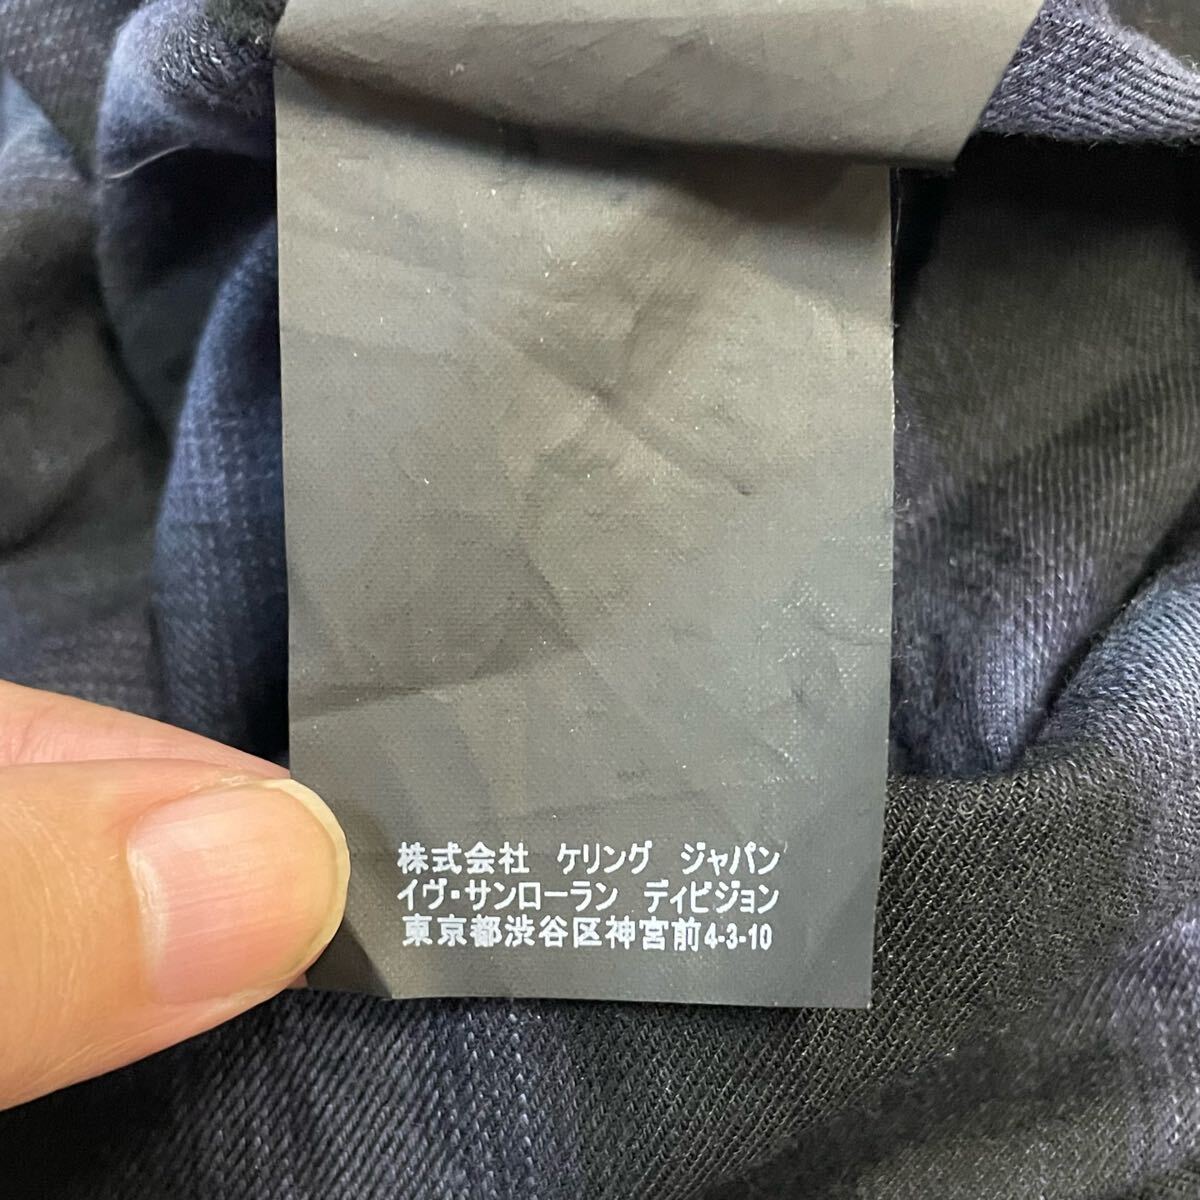 株式会社 ケリング ジャパン
イヴ・サンローラン ディビジョン
東京都渋谷区神宮前4-3-10